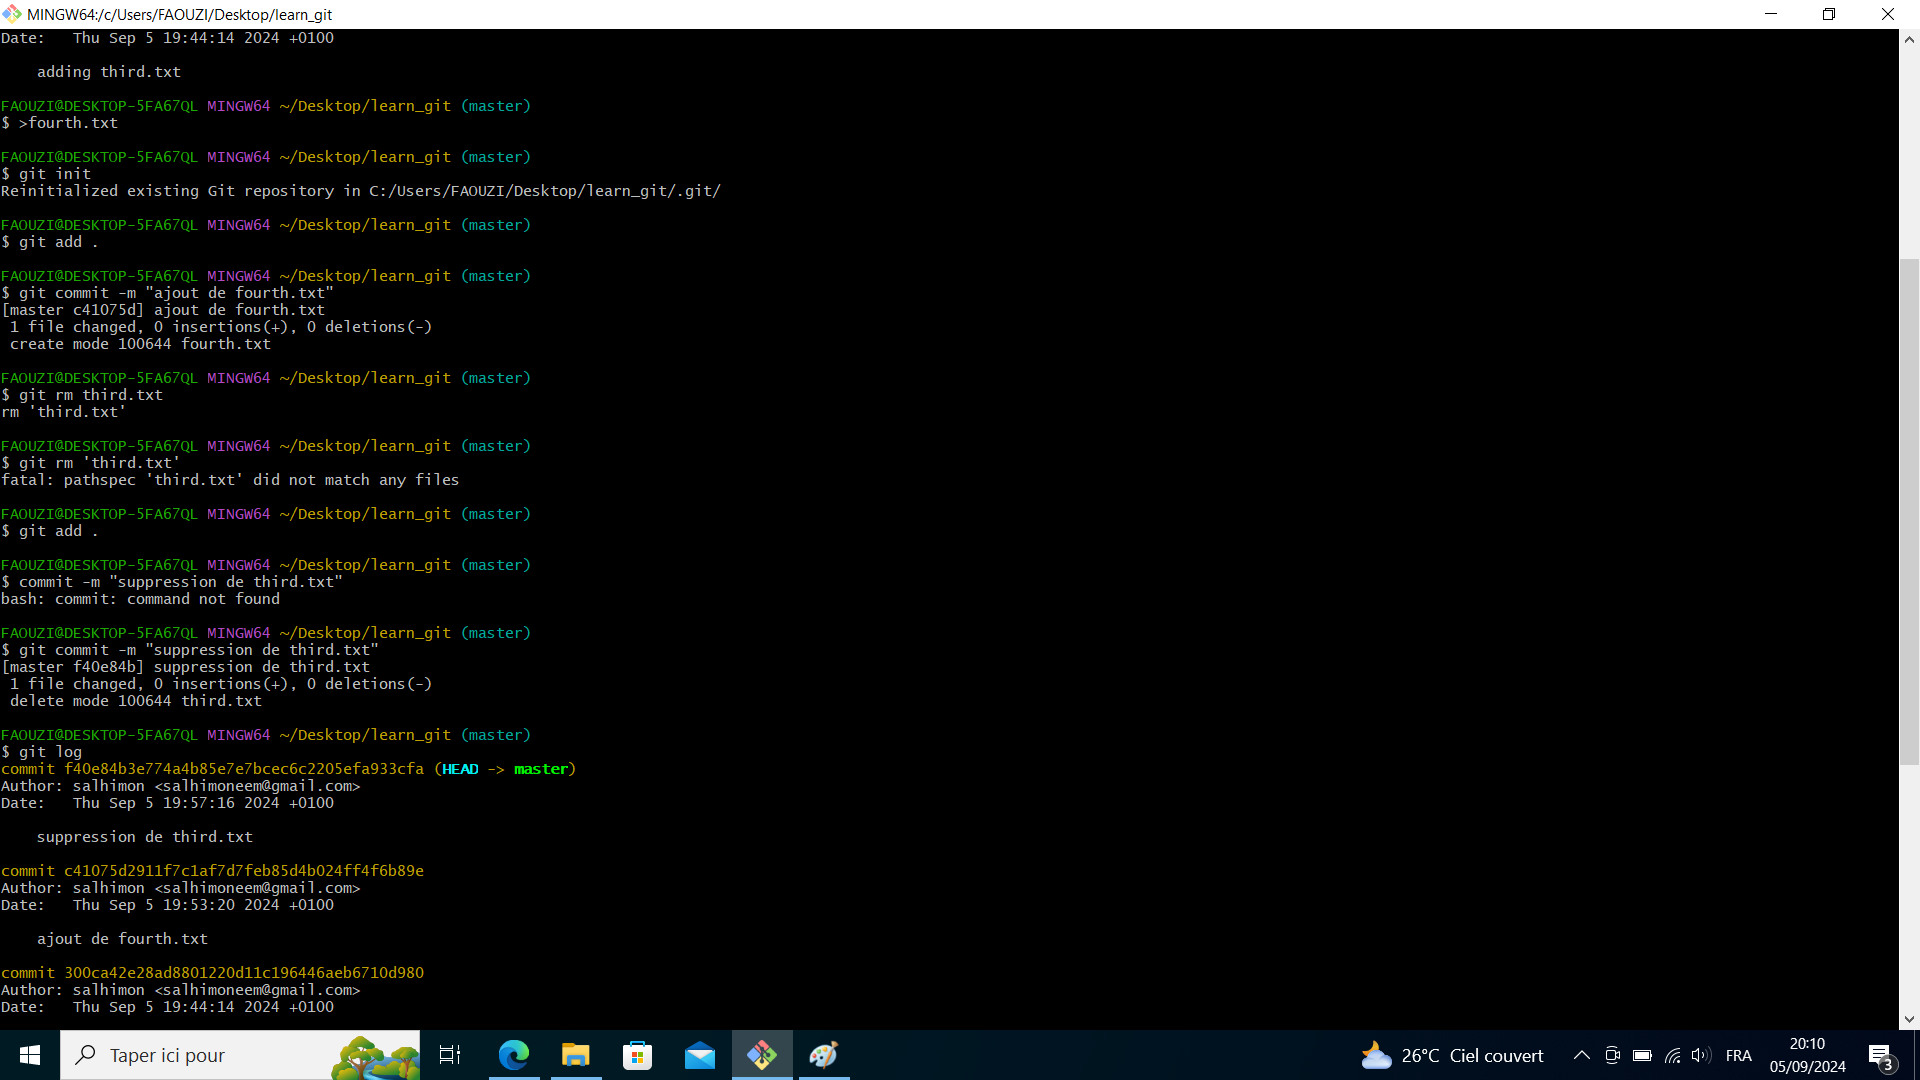 MINGW64:/c/Users/FAOUZI/Desktop/learn_git
Date:   Thu Sep 5 19:44:14 2024 +0100
    adding third.txt
FAOUZI@DESKTOP-5FA67QL MINGW64 ~/Desktop/learn_git (master)
$ >fourth.txt
FAOUZI@DESKTOP-5FA67QL MINGW64 ~/Desktop/learn_git (master)
$ git init
Reinitialized existing Git repository in C:/Users/FAOUZI/Desktop/learn_git/.git/
FAOUZI@DESKTOP-5FA67QL MINGW64 ~/Desktop/learn_git (master)
$ git add .
FAOUZI@DESKTOP-5FA67QL MINGW64 ~/Desktop/learn_git (master)
$ git commit -m "ajout de fourth.txt"
[master c41075d] ajout de fourth.txt
 1 file changed, 0 insertions(+), 0 deletions(-)
 create mode 100644 fourth.txt
FAOUZI@DESKTOP-5FA67QL MINGW64 ~/Desktop/learn_git (master)
$ git rm third.txt
rm 'third.txt'
FAOUZI@DESKTOP-5FA67QL MINGW64 ~/Desktop/learn_git (master)
$ git rm 'third.txt'
fatal: pathspec 'third.txt' did not match any files
FAOUZI@DESKTOP-5FA67QL MINGW64 ~/Desktop/learn_git (master)
$ git add .
FAOUZI@DESKTOP-5FA67QL MINGW64 ~/Desktop/learn_git (master)
$ commit -m "suppression de third.txt"
bash: commit: command not found
FAOUZI@DESKTOP-5FA67QL MINGW64 ~/Desktop/learn_git (master)
$ git commit -m "suppression de third.txt"
[master f40e84b] suppression de third.txt
 1 file changed, 0 insertions(+), 0 deletions(-)
 delete mode 100644 third.txt
FAOUZI@DESKTOP-5FA67QL MINGW64 ~/Desktop/learn_git (master)
$ git log
commit f40e84b3e774a4b85e7e7bcec6c2205efa933cfa (HEAD -> master)
Author: salhimon <salhimoneem@gmail.com>
Date:   Thu Sep 5 19:57:16 2024 +0100
    suppression de third.txt
commit c41075d2911f7c1af7d7feb85d4b024ff4f6b89e
Author: salhimon <salhimoneem@gmail.com>
Date:   Thu Sep 5 19:53:20 2024 +0100
    ajout de fourth.txt
commit 300ca42e28ad8801220d11c196446aeb6710d980
Author: salhimon <salhimoneem@gmail.com>
Date:   Thu Sep 5 19:44:14 2024 +0100
Taper ici pour
26°C Ciel couvert
FRA
20:10
05/09/2024
3